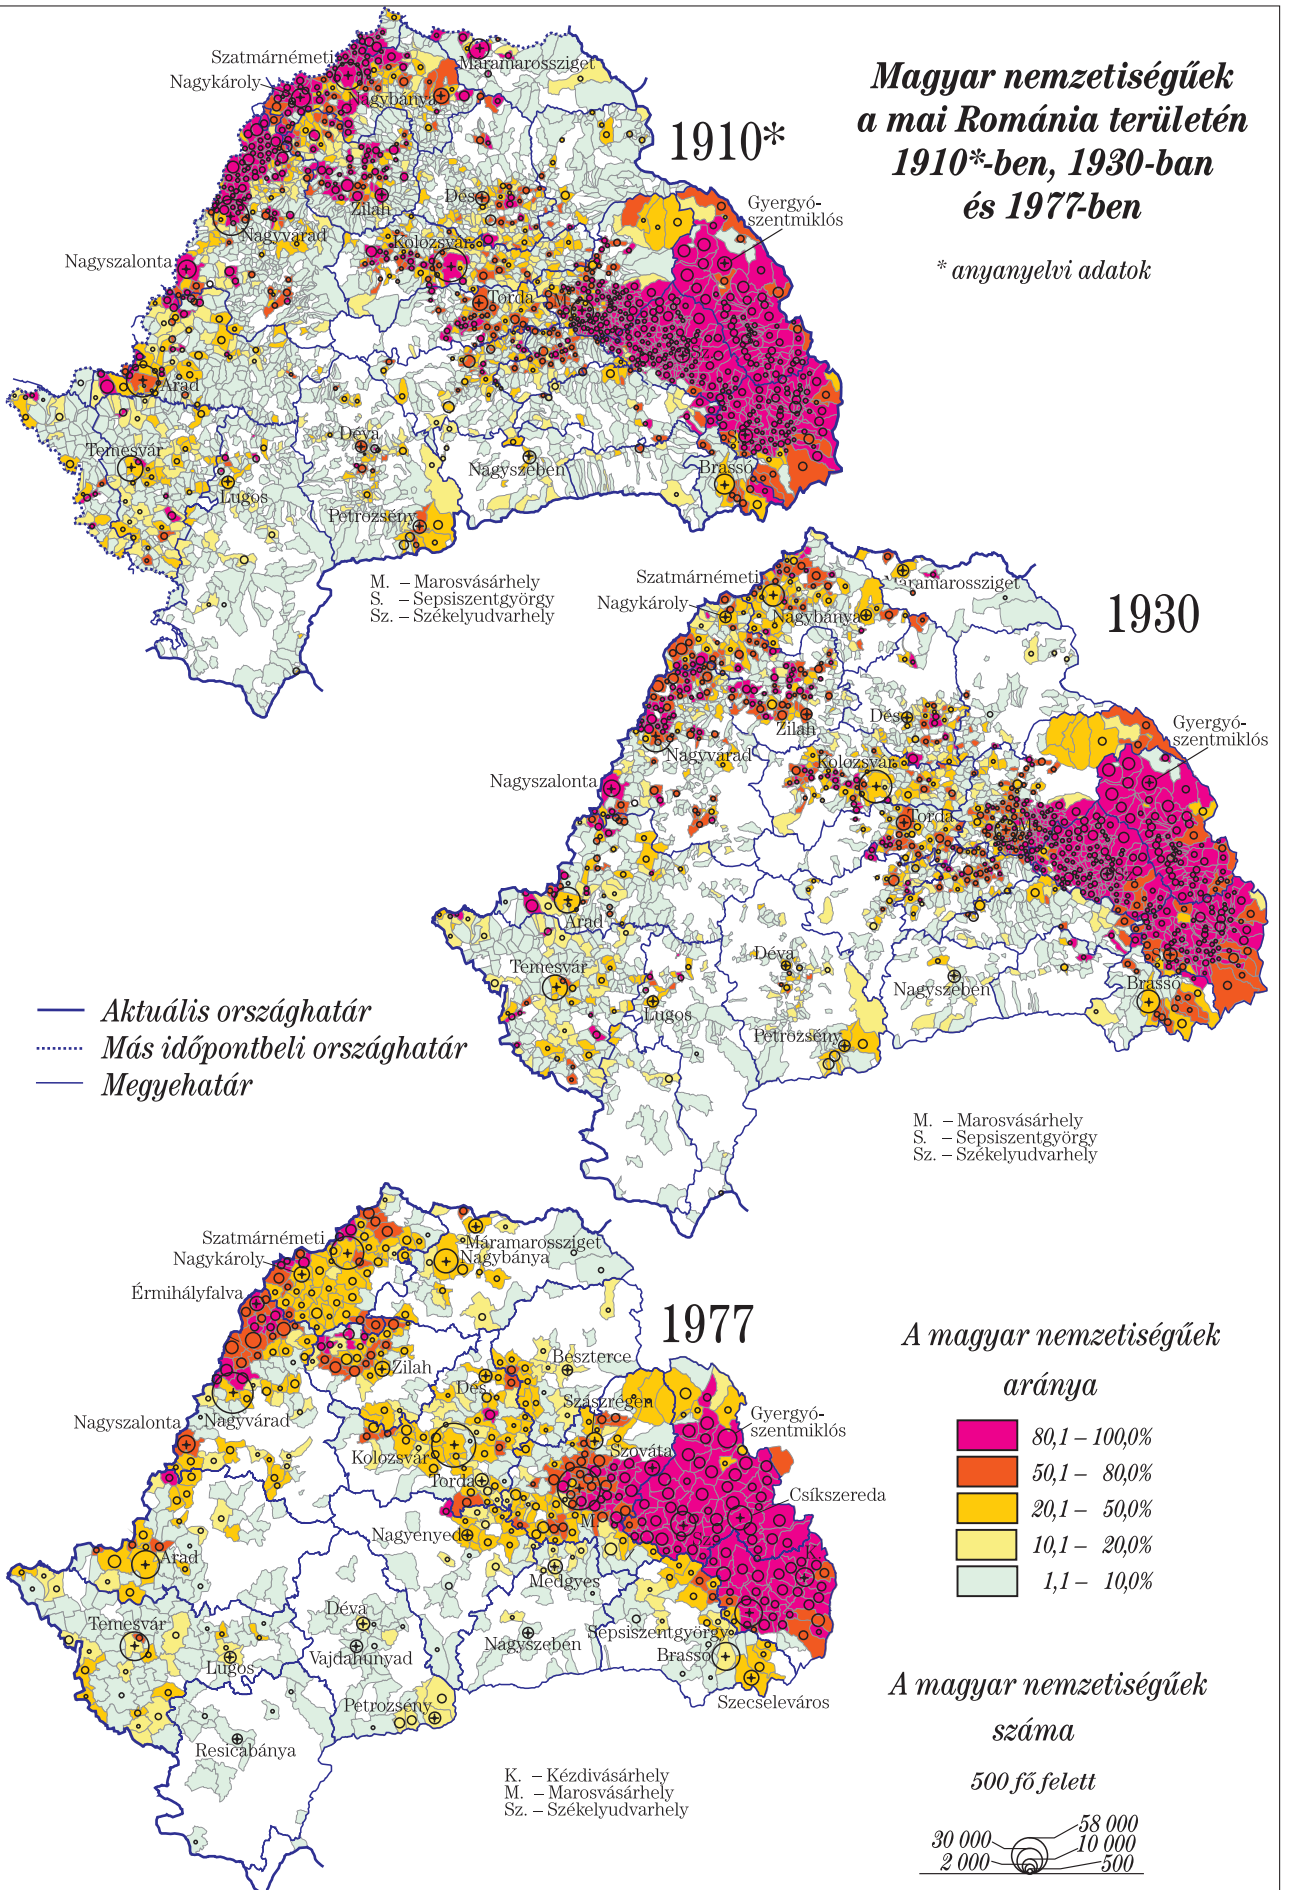 Magyar nemzetiségűek
a mai Románia területén
1910*-ben, 1930-ban
és 1977-ben
* anyanyelvi adatok
1910*
Szatmárnémeti
Nagykároly
Máramarossziget
Nagybánya
Zilah
Dés
Nagyvárad
Kolozsvár
Gyergyó-
szentmiklós
Nagyszalonta
Torda
M.
Arad
Temesvár
Lugos
Déva
Nagyszeben
Brassó
S.
Petrozsény
M. – Marosvásárhely
S. – Sepsiszentgyörgy
Sz. – Székelyudvarhely
1930
Szatmárnémeti
Nagykároly
Máramarossziget
Nagybánya
Zilah
Dés
Nagyvárad
Kolozsvár
Gyergyó-
szentmiklós
Nagyszalonta
Torda
M.
Sz.
Arad
Temesvár
Lugos
Déva
Nagyszeben
S.
Brassó
Petrozsény
M. – Marosvásárhely
S. – Sepsiszentgyörgy
Sz. – Székelyudvarhely
Aktuális országhatár
Más időpontbeli országhatár
Megyehatár
1977
Szatmárnémeti
Nagykároly
Érmihályfalva
Máramarossziget
Nagybánya
Zilah
Dés
Beszterce
Szászrégen
Nagyszalonta
Nagyvárad
Gyergyó-
szentmiklós
Kolozsvár
Szováta
Torda
Csíkszereda
Nagyenyed
M.
Sz.
Arad
Medgyes
Temesvár
Déva
Lugos
Vajdahunyad
Nagyszeben
Sepsiszentgyörgy
Brassó
Szecseleváros
Petrozsény
Resicabánya
K. – Kézdivásárhely
M. – Marosvásárhely
Sz. – Székelyudvarhely
A magyar nemzetiségűek
aránya
80,1 – 100,0%
50,1 – 80,0%
20,1 – 50,0%
10,1 – 20,0%
1,1 – 10,0%
A magyar nemzetiségűek
száma
500 fő felett
58 000
30 000
10 000
2 000
500